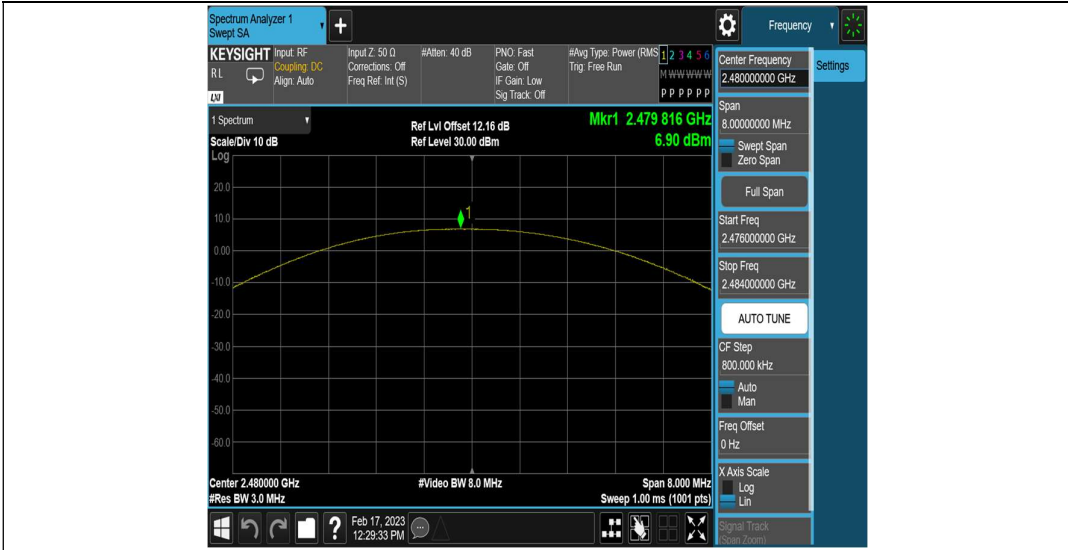 Spectrum Analyzer 1
Swept SA
+
Frequency
KEYSIGHT
RL
LXI
Input: RF
Coupling: DC
Align: Auto
Input Z: 50 Ω
Corrections: Off
Freq Ref: Int (S)
#Atten: 40 dB
PNO: Fast
Gate: Off
IF Gain: Low
Sig Track: Off
#Avg Type: Power (RMS
Trig: Free Run
1 2 3 4 5 6
M W W W W W
P P P P P P
1 Spectrum
Scale/Div 10 dB
Ref Lvl Offset 12.16 dB
Ref Level 30.00 dBm
Mkr1 2.479 816 GHz
6.90 dBm
Log
20.0
10.0
0.00
-10.0
-20.0
-30.0
-40.0
-50.0
-60.0
1
Center 2.480000 GHz
#Res BW 3.0 MHz
#Video BW 8.0 MHz
Span 8.000 MHz
Sweep 1.00 ms (1001 pts)
Center Frequency
2.480000000 GHz
Span
8.00000000 MHz
Swept Span
Zero Span
Full Span
Start Freq
2.476000000 GHz
Stop Freq
2.484000000 GHz
AUTO TUNE
CF Step
800.000 kHz
Auto
Man
Freq Offset
0 Hz
X Axis Scale
Log
Lin
Signal Track
(Span Zoom)
Settings
?
Feb 17, 2023
12:29:33 PM